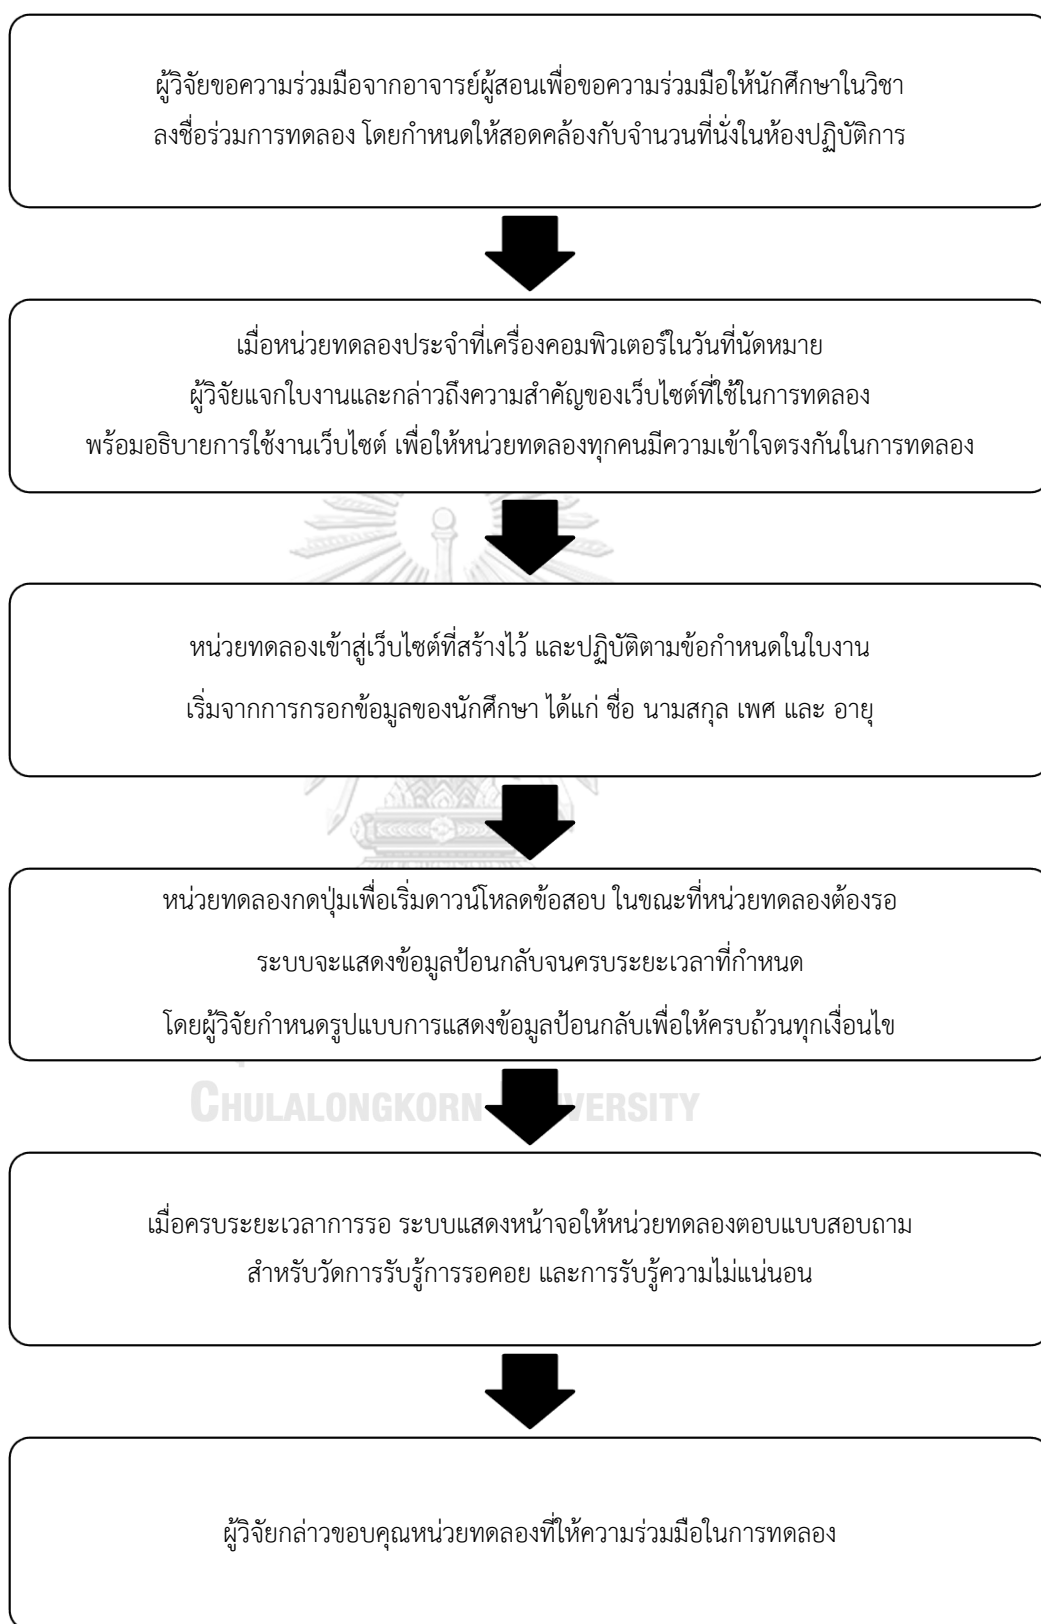 ผู้วิจัยขอความร่วมมือจากอาจารย์ผู้สอนเพื่อขอความร่วมมือให้นักศึกษาในวิชา
ลงชื่อร่วมการทดลอง โดยกำหนดให้สอดคล้องกับจำนวนที่นั่งในห้องปฏิบัติการ
เมื่อหน่วยทดลองประจำที่เครื่องคอมพิวเตอร์ในวันที่นัดหมาย
ผู้วิจัยแจกใบงานและกล่าวถึงความสำคัญของเว็บไซต์ที่ใช้ในการทดลอง
พร้อมอธิบายการใช้งานเว็บไซต์ เพื่อให้หน่วยทดลองทุกคนมีความเข้าใจตรงกันในการทดลอง
หน่วยทดลองเข้าสู่เว็บไซต์ที่สร้างไว้ และปฏิบัติตามข้อกำหนดในใบงาน
เริ่มจากการกรอกข้อมูลของนักศึกษา ได้แก่ ชื่อ นามสกุล เพศ และ อายุ
หน่วยทดลองกดปุ่มเพื่อเริ่มดาวน์โหลดข้อสอบ ในขณะที่หน่วยทดลองต้องรอ
ระบบจะแสดงข้อมูลป้อนกลับจนครบระยะเวลาที่กำหนด
โดยผู้วิจัยกำหนดรูปแบบการแสดงข้อมูลป้อนกลับเพื่อให้ครบถ้วนทุกเงื่อนไข
CHULALONGKORN VERSITY
เมื่อครบระยะเวลาการรอ ระบบแสดงหน้าจอให้หน่วยทดลองตอบแบบสอบถาม
สำหรับวัดการรับรู้การรอคอย และการรับรู้ความไม่แน่นอน
ผู้วิจัยกล่าวขอบคุณหน่วยทดลองที่ให้ความร่วมมือในการทดลอง